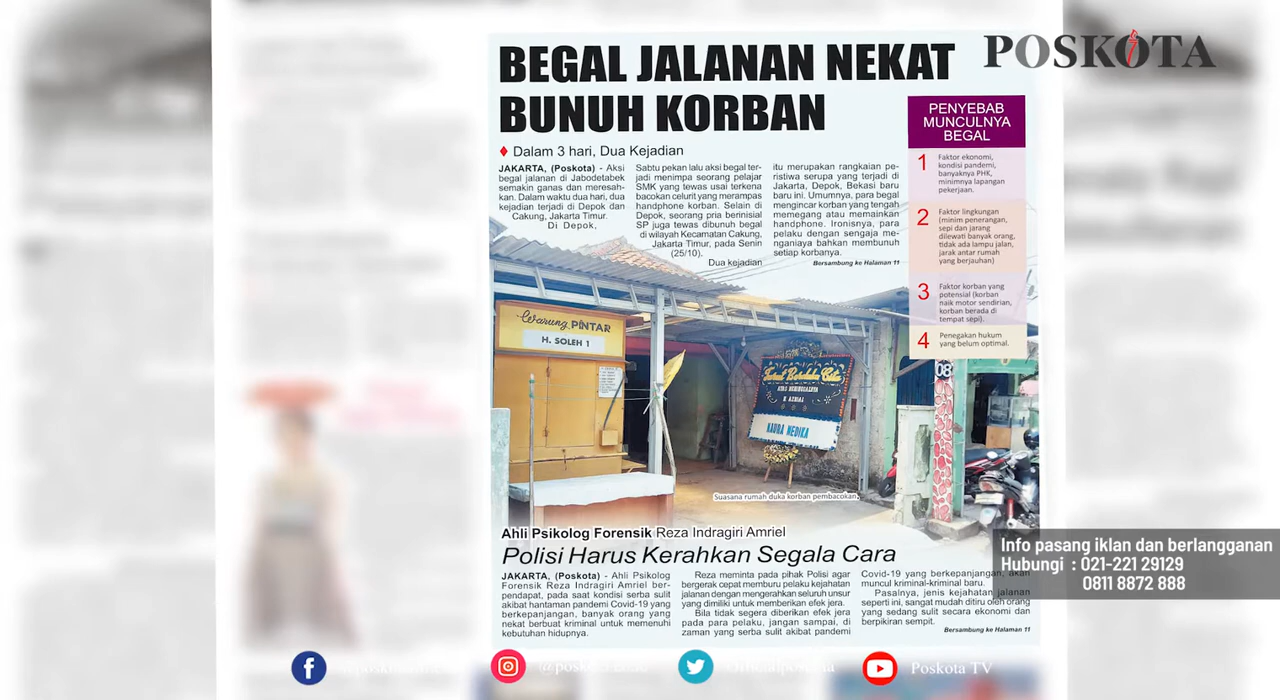 POSKOTA
BEGAL JALANAN NEKAT
BUNUH KORBAN
Dalam 3 hari, Dua Kejadian
JAKARTA, (Poskota) - Aksi
begal jalanan di Jabodetabek
semakin ganas dan meresah-
kan. Dalam waktu dua hari, dua
kejadian terjadi di Depok dan
Cakung, Jakarta Timur.
Di Depok,
Sabtu pekan lalu aksi begal ter-
jadi menimpa seorang pelajar
SMK yang tewas usai terkena
bacokan celurit yang merampas
handphone korban. Selain di
Depok, seorang pria berinisial
SP juga tewas dibunuh begal
di wilayah Kecamatan Cakung,
Jakarta Timur, pada Senin
(25/10).
Dua kejadian
itu merupakan rangkaian pe-
ristiwa serupa yang terjadi di
Jakarta, Depok, Bekasi baru
baru ini. Umumnya, para begal
mengincar korban yang tengah
memegang atau memainkan
handphone. Ironisnya, para
pelaku dengan sengaja me-
nganiaya bahkan membunuh
setiap korbanya.
Bersambung ke Halaman 11
PENYEBAB
MUNCULNYA
BEGAL
1 Faktor ekonomi,
kondisi pandemi,
banyaknya PHK,
minimnya lapangan
pekerjaan.
2 Faktor lingkungan
(minim penerangan,
sepi dan jarang
dilewati banyak orang,
tidak ada lampu jalan,
jarak antar rumah
yang berjauhan)
3 Faktor korban yang
potensial (korban
naik motor sendirian,
korban berada di
tempat sepi).
4 Penegakan hukum
yang belum optimal.
Warung PINTAR
H. SOLEH 1
Turut Berduka Cita
ATAS MENINGGALNYA
KAURA MEDIKA
08
Suasana rumah duka korban pembacokan.
Ahli Psikolog Forensik Reza Indragiri Amriel
Polisi Harus Kerahkan Segala Cara
JAKARTA, (Poskota) - Ahli Psikolog
Forensik Reza Indragiri Amriel ber-
pendapat, pada saat kondisi serba sulit
akibat hantaman pandemi Covid-19 yang
berkepanjangan, banyak orang yang
nekat berbuat kriminal untuk memenuhi
kebutuhan hidupnya.
Reza meminta pada pihak Polisi agar
bergerak cepat memburu pelaku kejahatan
jalanan dengan mengerahkan seluruh unsur
yang dimiliki untuk memberikan efek jera.
Bila tidak segera diberikan efek jera
pada para pelaku, jangan sampai, di
zaman yang serba sulit akibat pandemi
Covid-19 yang berkepanjangan, akan
muncul kriminal-kriminal baru.
Pasalnya, jenis kejahatan jalanan
seperti ini, sangat mudah ditiru oleh orang
yang sedang sulit secara ekonomi dan
berpikiran sempit.
Bersambung ke Halaman 11
Info pasang iklan dan berlangganan
Hubungi : 021-221 29129
0811 8872 888
Poskota TV